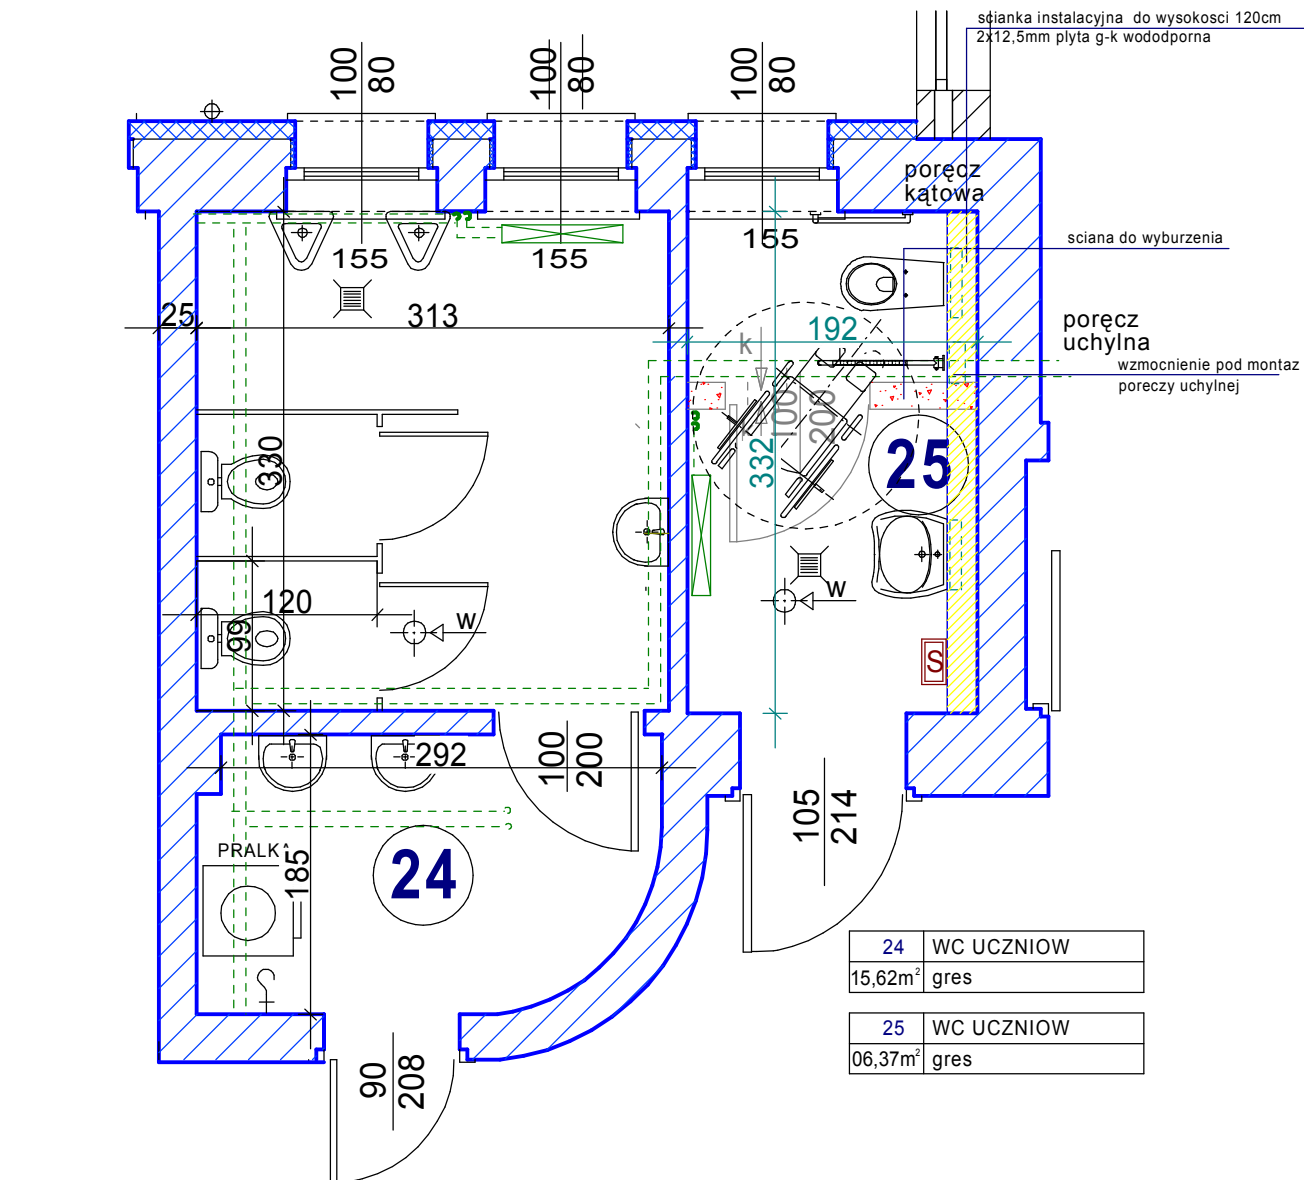 scianka instalacyjna do wysokosci 120cm
2x12,5mm plyta g-k wododporna
100
80
100
80
100
80
poręcz
kątowa
155
155
155
sciana do wyburzenia
25
313
192
poręcz
uchylna
k
wzmocnienie pod montaz
poreczy uchylnej
100
200
330
332
25
120
99
w
w
S
292
100
200
105
214
PRALK
185
24
90
208
24 WC UCZNIOW
15,62m² gres
25 WC UCZNIOW
06,37m² gres